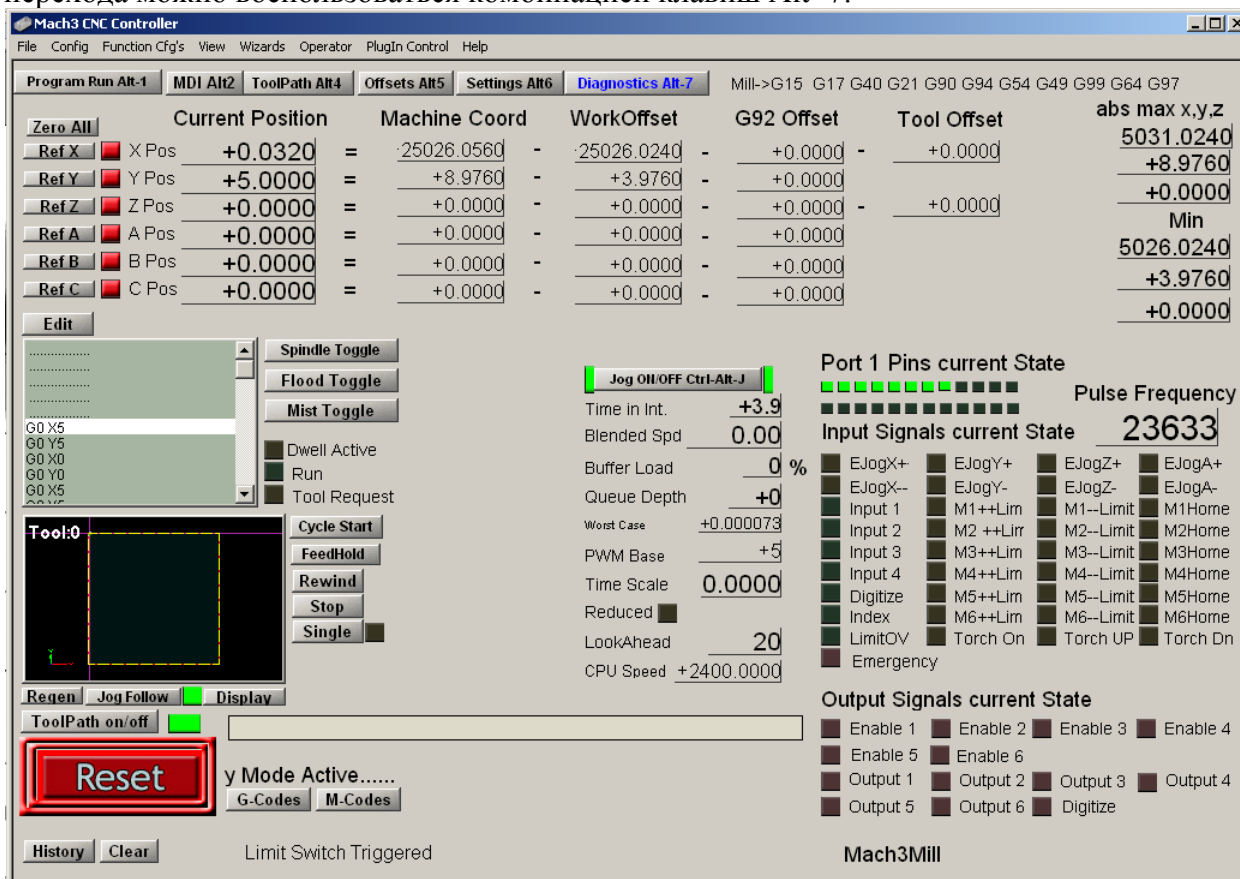 перехода можно воспользоваться комбинацией клавиш Alt-7.
Mach3 CNC Controller
File Config Function Cfg's View Wizards Operator PlugIn Control Help
Program Run Alt-1 MDI Alt2 ToolPath Alt4 Offsets Alt5 Settings Alt6 Diagnostics Alt-7 Mill->G15 G17 G40 G21 G90 G94 G54 G49 G99 G64 G97
Zero All Current Position Machine Coord WorkOffset G92 Offset Tool Offset abs max x,y,z
5031.0240
Ref X X Pos +0.0320 = -25026.0560 - -25026.0240 - +0.0000 - +0.0000
+8.9760
Ref Y Y Pos +5.0000 = +8.9760 - +3.9760 - +0.0000
+0.0000
Ref Z Z Pos +0.0000 = +0.0000 - +0.0000 - +0.0000 - +0.0000
Min
Ref A A Pos +0.0000 = +0.0000 - +0.0000 - +0.0000
5026.0240
Ref B B Pos +0.0000 = +0.0000 - +0.0000 - +0.0000
+3.9760
Ref C C Pos +0.0000 = +0.0000 - +0.0000 - +0.0000
+0.0000
Edit
G0 X5
G0 Y5
G0 X0
G0 Y0
G0 X5
Spindle Toggle
Flood Toggle
Mist Toggle
Dwell Active
Run
Tool Request
Tool:0
Cycle Start
FeedHold
Rewind
Stop
Single
Regen Jog Follow Display
ToolPath on/off
Reset
y Mode Active......
G-Codes M-Codes
History Clear Limit Switch Triggered
Jog ON/OFF Ctrl-Alt-J
Time in Int. +3.9
Blended Spd 0.00
Buffer Load 0 %
Queue Depth +0
Worst Case +0.000073
PWM Base +5
Time Scale 0.0000
Reduced
LookAhead 20
CPU Speed +2400.0000
Port 1 Pins current State
Pulse Frequency
23633
Input Signals current State
EJogX+ EJogY+ EJogZ+ EJogA+
EJogX-- EJogY- EJogZ- EJogA-
Input 1 M1++Lim M1--Limit M1Home
Input 2 M2 ++Lim M2--Limit M2Home
Input 3 M3++Lim M3--Limit M3Home
Input 4 M4++Lim M4--Limit M4Home
Digitize M5++Lim M5--Limit M5Home
Index M6++Lim M6--Limit M6Home
LimitOV Torch On Torch UP Torch Dn
Emergency
Output Signals current State
Enable 1 Enable 2 Enable 3 Enable 4
Enable 5 Enable 6
Output 1 Output 2 Output 3 Output 4
Output 5 Output 6 Digitize
Mach3Mill